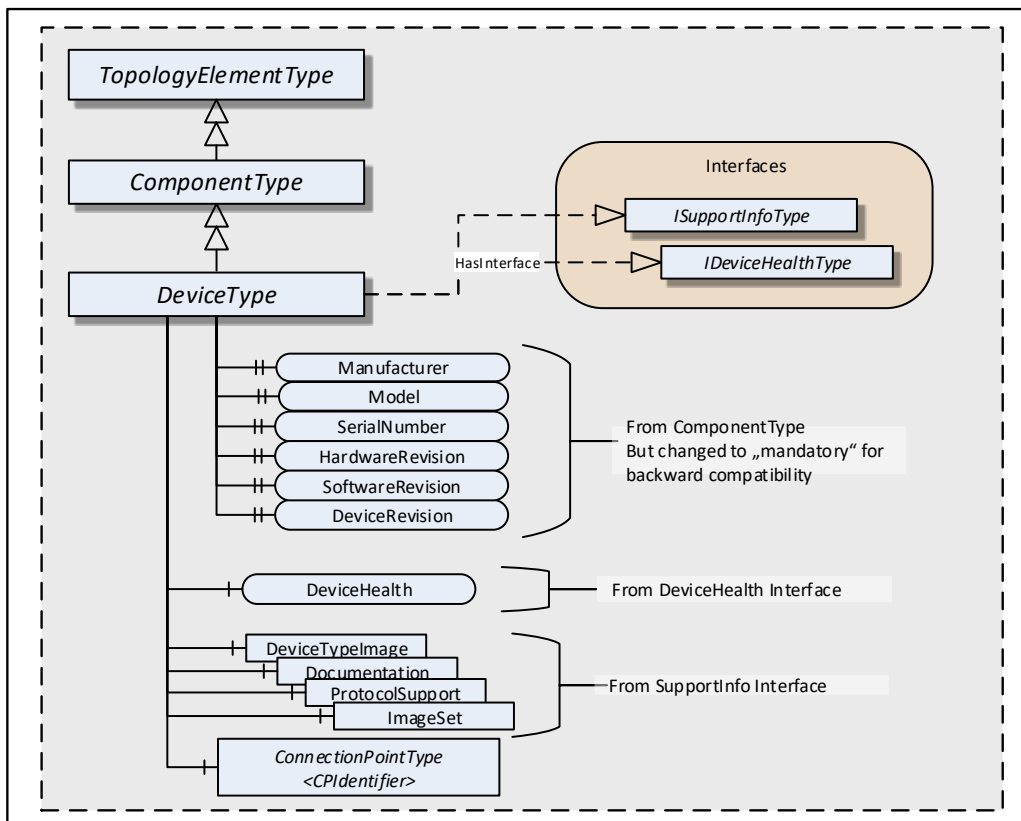 TopologyElementType
ComponentType
Interfaces
ISupportInfoType
HasInterface
IDeviceHealthType
DeviceType
Manufacturer
Model
SerialNumber
HardwareRevision
SoftwareRevision
DeviceRevision
From ComponentType
But changed to „mandatory“ for
backward compatibility
DeviceHealth
From DeviceHealth Interface
DeviceTypeImage
Documentation
ProtocolSupport
ImageSet
From SupportInfo Interface
ConnectionPointType
<CPIdentifier>